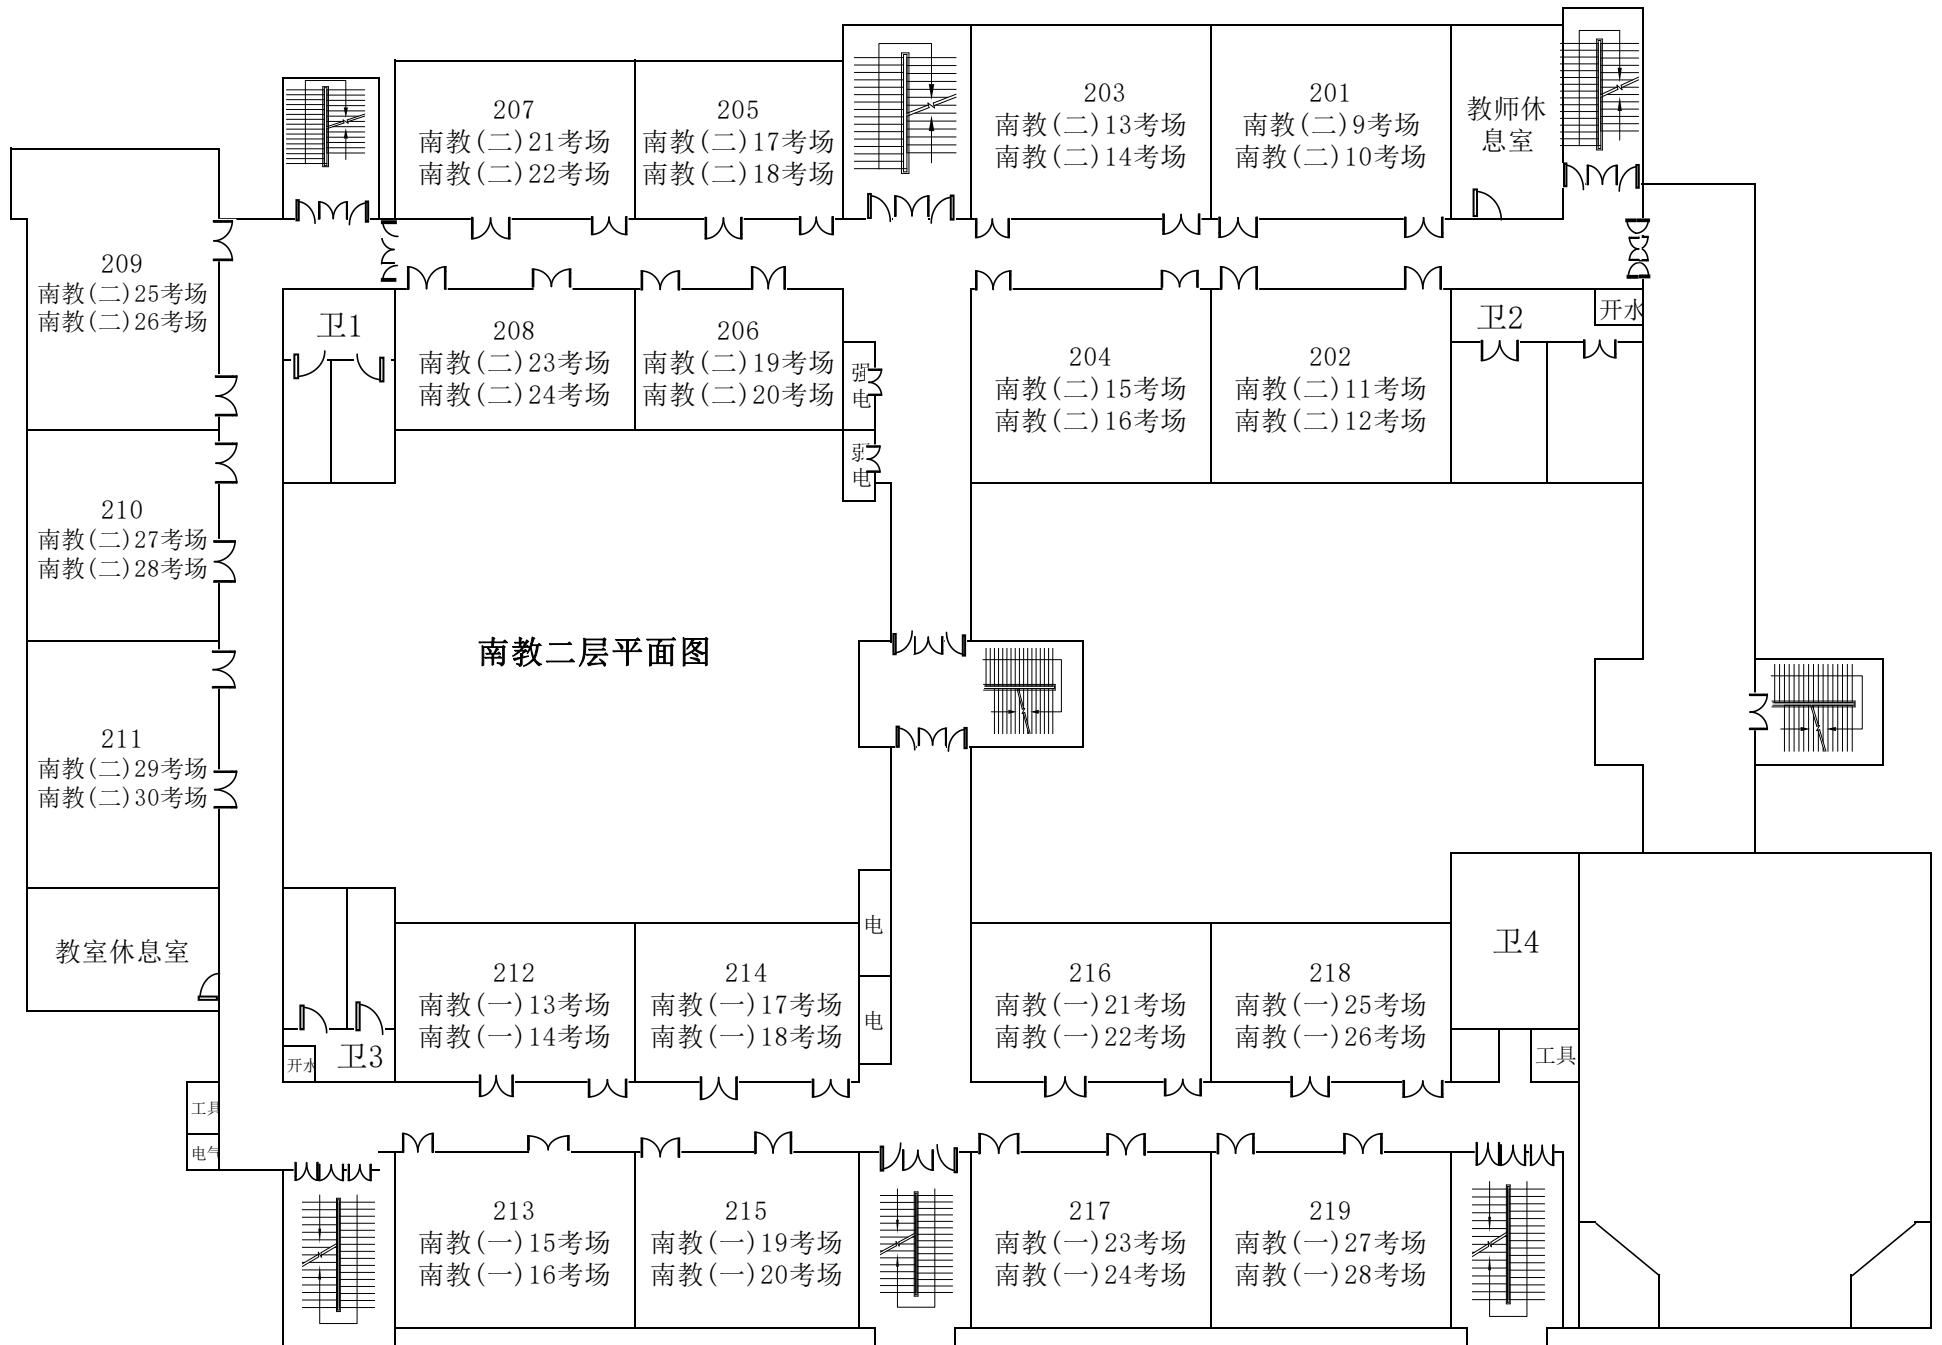 207
南教(二)21考场
南教(二)22考场
205
南教(二)17考场
南教(二)18考场
203
南教(二)13考场
南教(二)14考场
201
南教(二)9考场
南教(二)10考场
教师休
息室
209
南教(二)25考场
南教(二)26考场
卫1
208
南教(二)23考场
南教(二)24考场
206
南教(二)19考场
南教(二)20考场
强
电
弱
电
204
南教(二)15考场
南教(二)16考场
202
南教(二)11考场
南教(二)12考场
卫2
开水
210
南教(二)27考场
南教(二)28考场
南教二层平面图
211
南教(二)29考场
南教(二)30考场
教室休息室
开水
卫3
212
南教(一)13考场
南教(一)14考场
214
南教(一)17考场
南教(一)18考场
电
电
216
南教(一)21考场
南教(一)22考场
218
南教(一)25考场
南教(一)26考场
卫4
工具
工具
电气
213
南教(一)15考场
南教(一)16考场
215
南教(一)19考场
南教(一)20考场
217
南教(一)23考场
南教(一)24考场
219
南教(一)27考场
南教(一)28考场